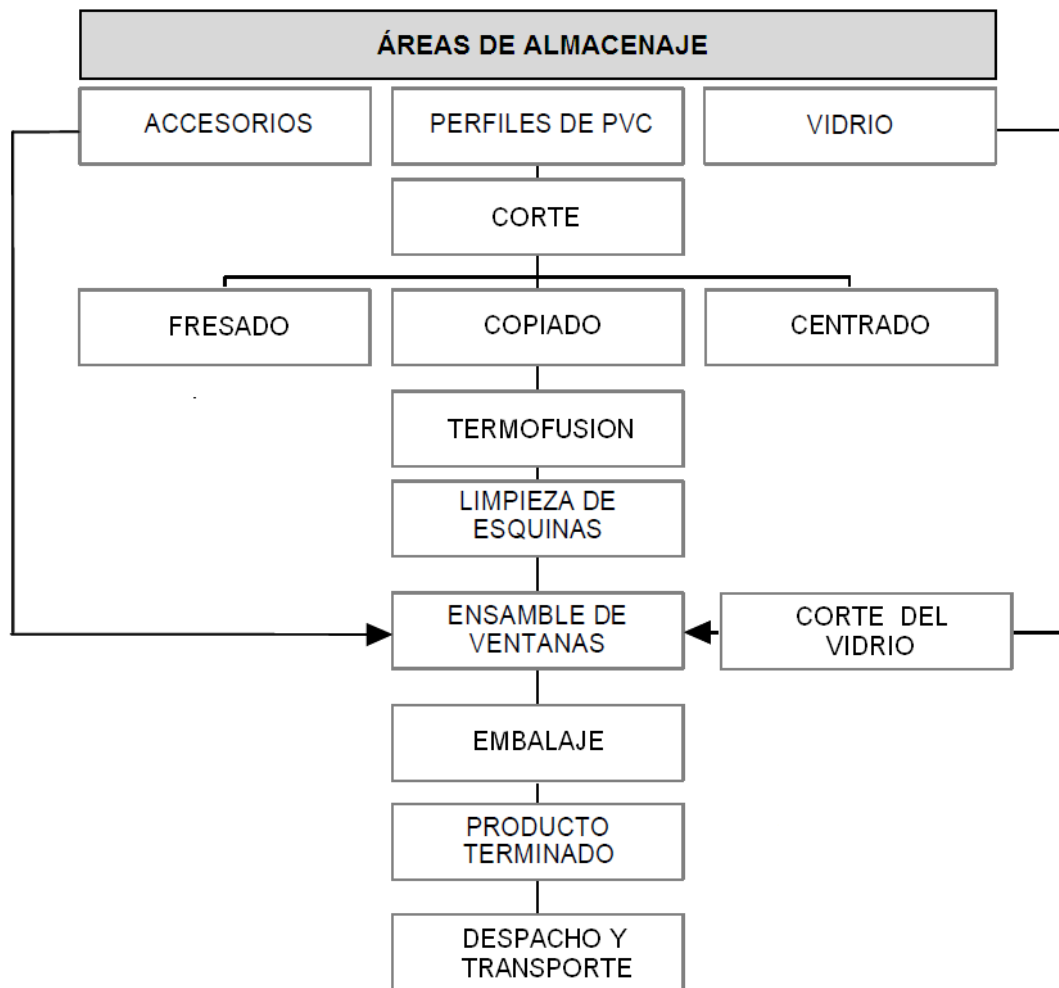 ÁREAS DE ALMACENAJE
ACCESORIOS
PERFILES DE PVC
VIDRIO
CORTE
FRESADO
COPIADO
CENTRADO
TERMOFUSION
LIMPIEZA DE
ESQUINAS
ENSAMBLE DE
VENTANAS
CORTE DEL
VIDRIO
EMBALAJE
PRODUCTO
TERMINADO
DESPACHO Y
TRANSPORTE